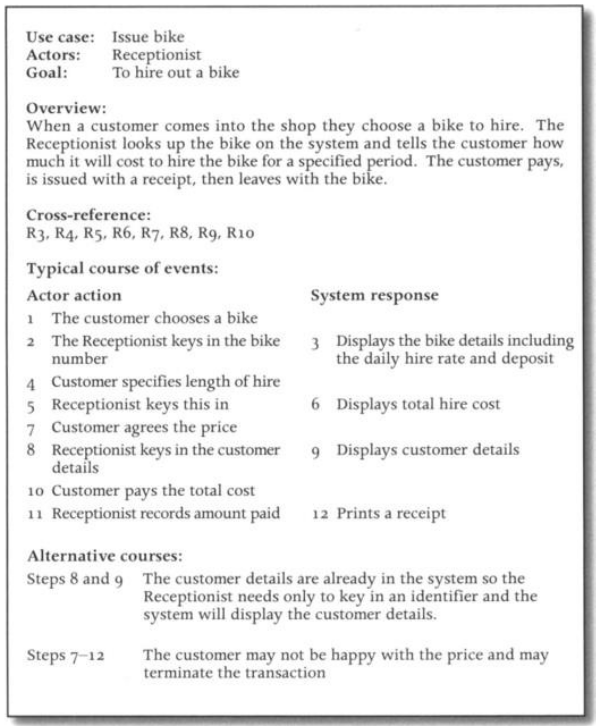 Use case: Issue bike
Actors: Receptionist
Goal: To hire out a bike
Overview:
When a customer comes into the shop they choose a bike to hire. The
Receptionist looks up the bike on the system and tells the customer how
much it will cost to hire the bike for a specified period. The customer pays,
is issued with a receipt, then leaves with the bike.
Cross-reference:
R3, R4, R5, R6, R7, R8, R9, R10
Typical course of events:
Actor action System response
1 The customer chooses a bike
2 The Receptionist keys in the bike 3 Displays the bike details including
number the daily hire rate and deposit
4 Customer specifies length of hire
5 Receptionist keys this in 6 Displays total hire cost
7 Customer agrees the price
8 Receptionist keys in the customer 9 Displays customer details
details
10 Customer pays the total cost
11 Receptionist records amount paid 12 Prints a receipt
Alternative courses:
Steps 8 and 9 The customer details are already in the system so the
Receptionist needs only to key in an identifier and the
system will display the customer details.
Steps 7–12 The customer may not be happy with the price and may
terminate the transaction